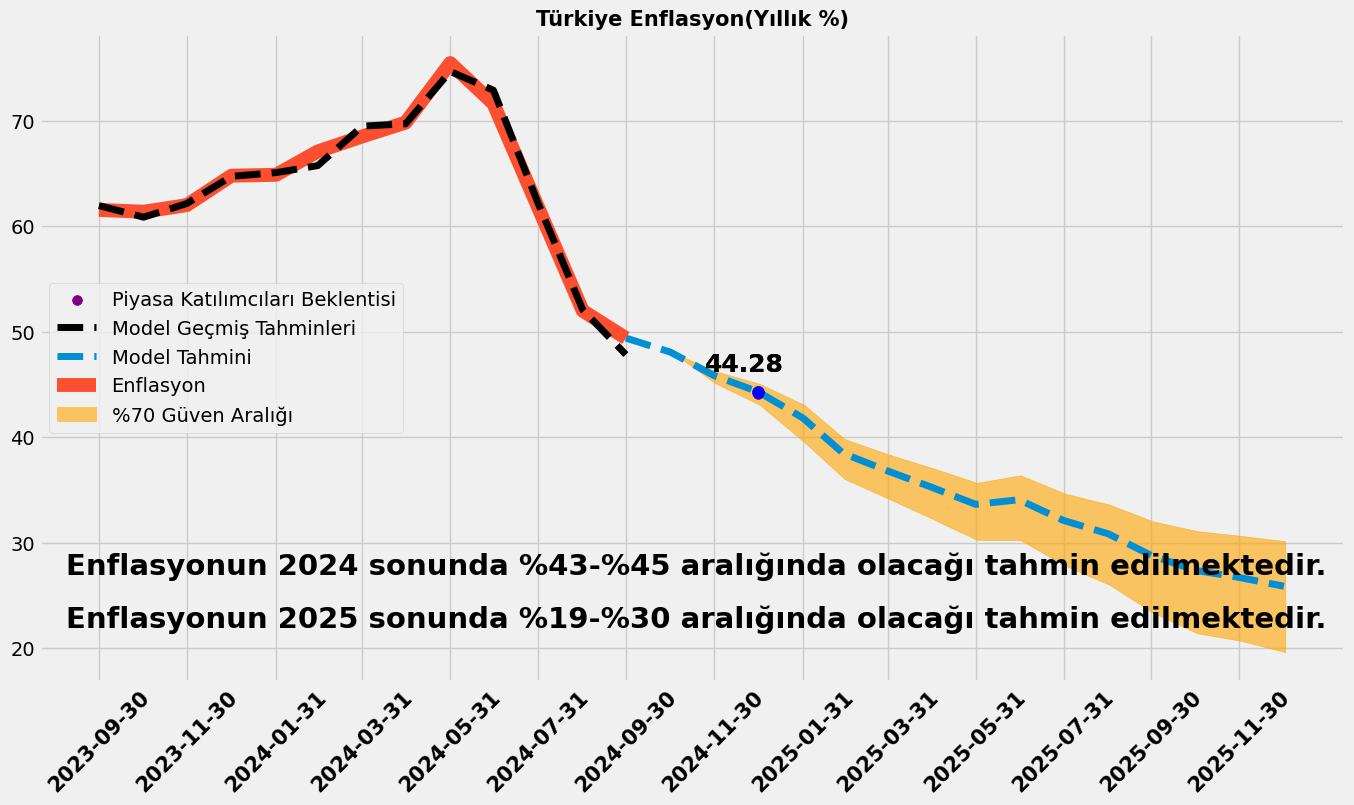 Türkiye Enflasyon(Yıllık %)
70
60
50
40
30
20
Piyasa Katılımcıları Beklentisi
Model Geçmiş Tahminleri
Model Tahmini
Enflasyon
%70 Güven Aralığı
44.28
Enflasyonun 2024 sonunda %43-%45 aralığında olacağı tahmin edilmektedir.
Enflasyonun 2025 sonunda %19-%30 aralığında olacağı tahmin edilmektedir.
2023-09-30
2023-11-30
2024-01-31
2024-03-31
2024-05-31
2024-07-31
2024-09-30
2024-11-30
2025-01-31
2025-03-31
2025-05-31
2025-07-31
2025-09-30
2025-11-30